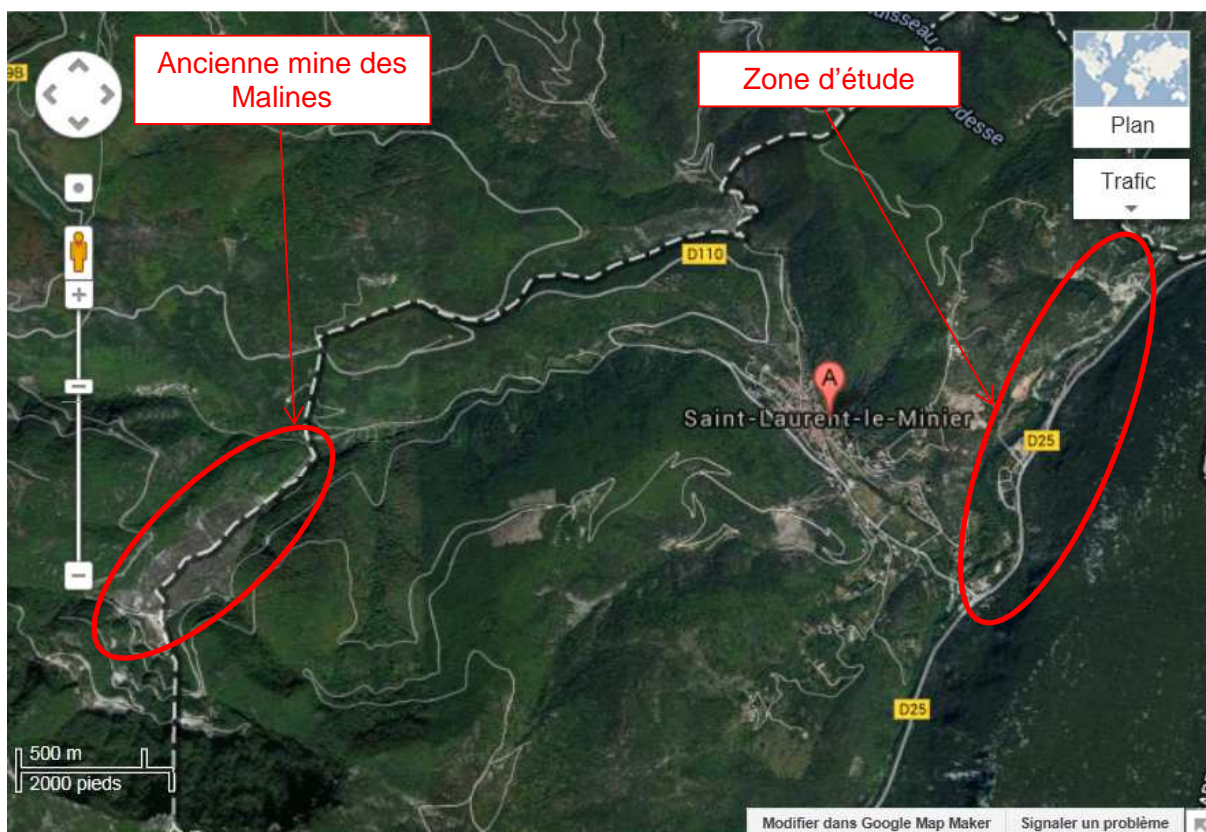 9B
Ancienne mine des
Malines
Zone d'étude
Plan
Trafic
D110
A
Saint-Laurent-le-Minier
D25
D25
500 m
2000 pieds
Modifier dans Google Map Maker
Signaler un problème